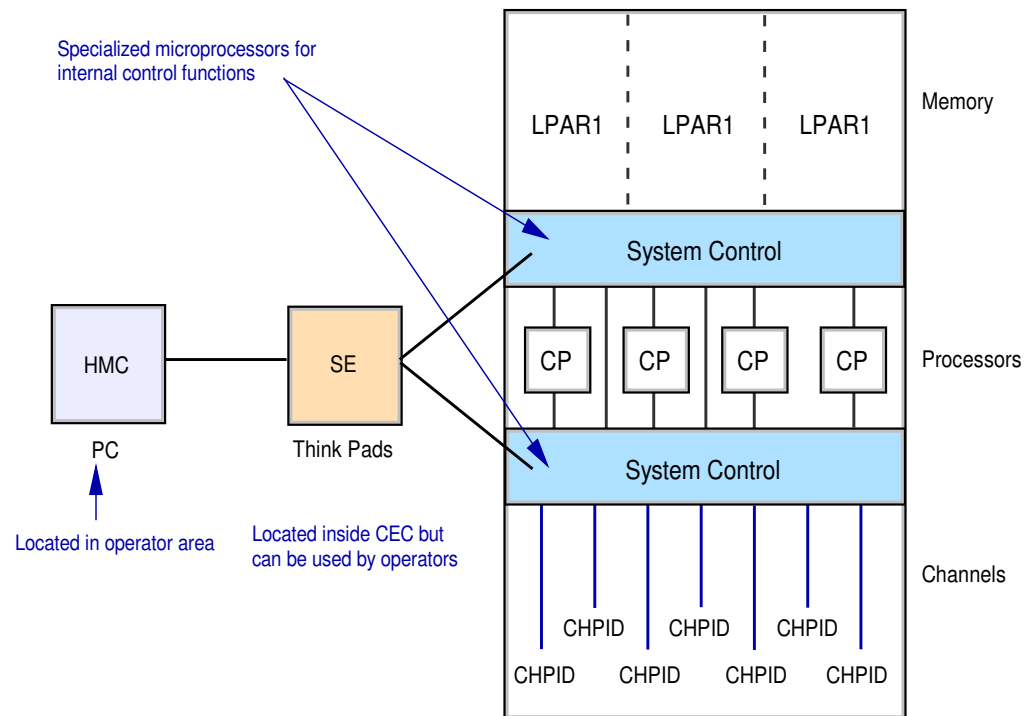 Specialized microprocessors for
internal control functions
Memory
LPAR1 LPAR1 LPAR1
System Control
HMC
SE
CP CP CP CP
Processors
PC
Think Pads
System Control
Located in operator area
Located inside CEC but
can be used by operators
Channels
CHPID CHPID CHPID
CHPID CHPID CHPID CHPID